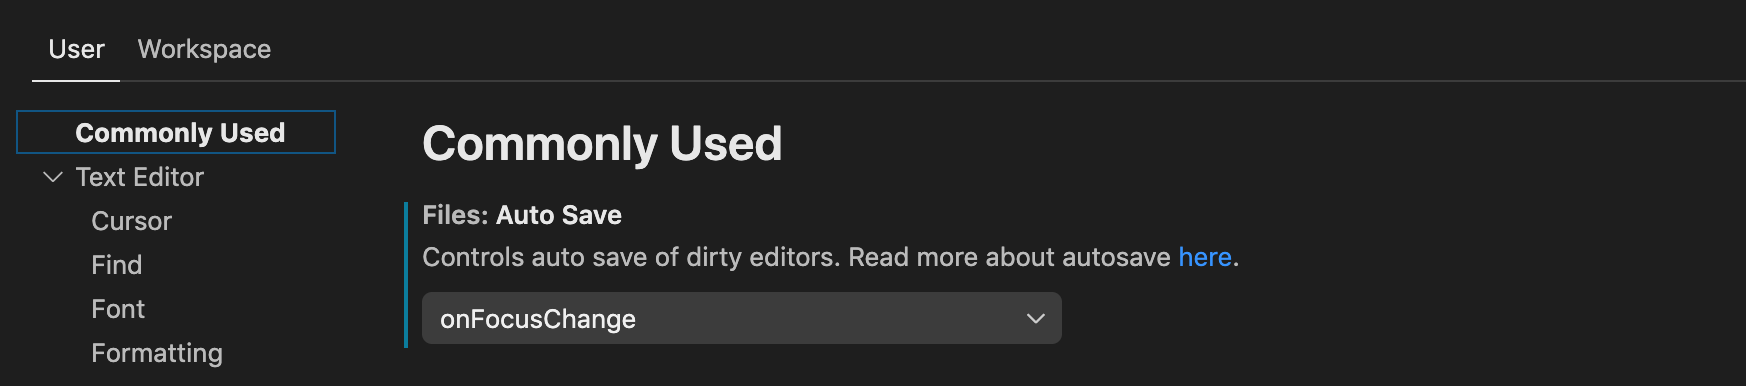 User Workspace
Commonly Used
Text Editor
Cursor
Find
Font
Formatting
Commonly Used
Files: Auto Save
Controls auto save of dirty editors. Read more about autosave here.
onFocusChange